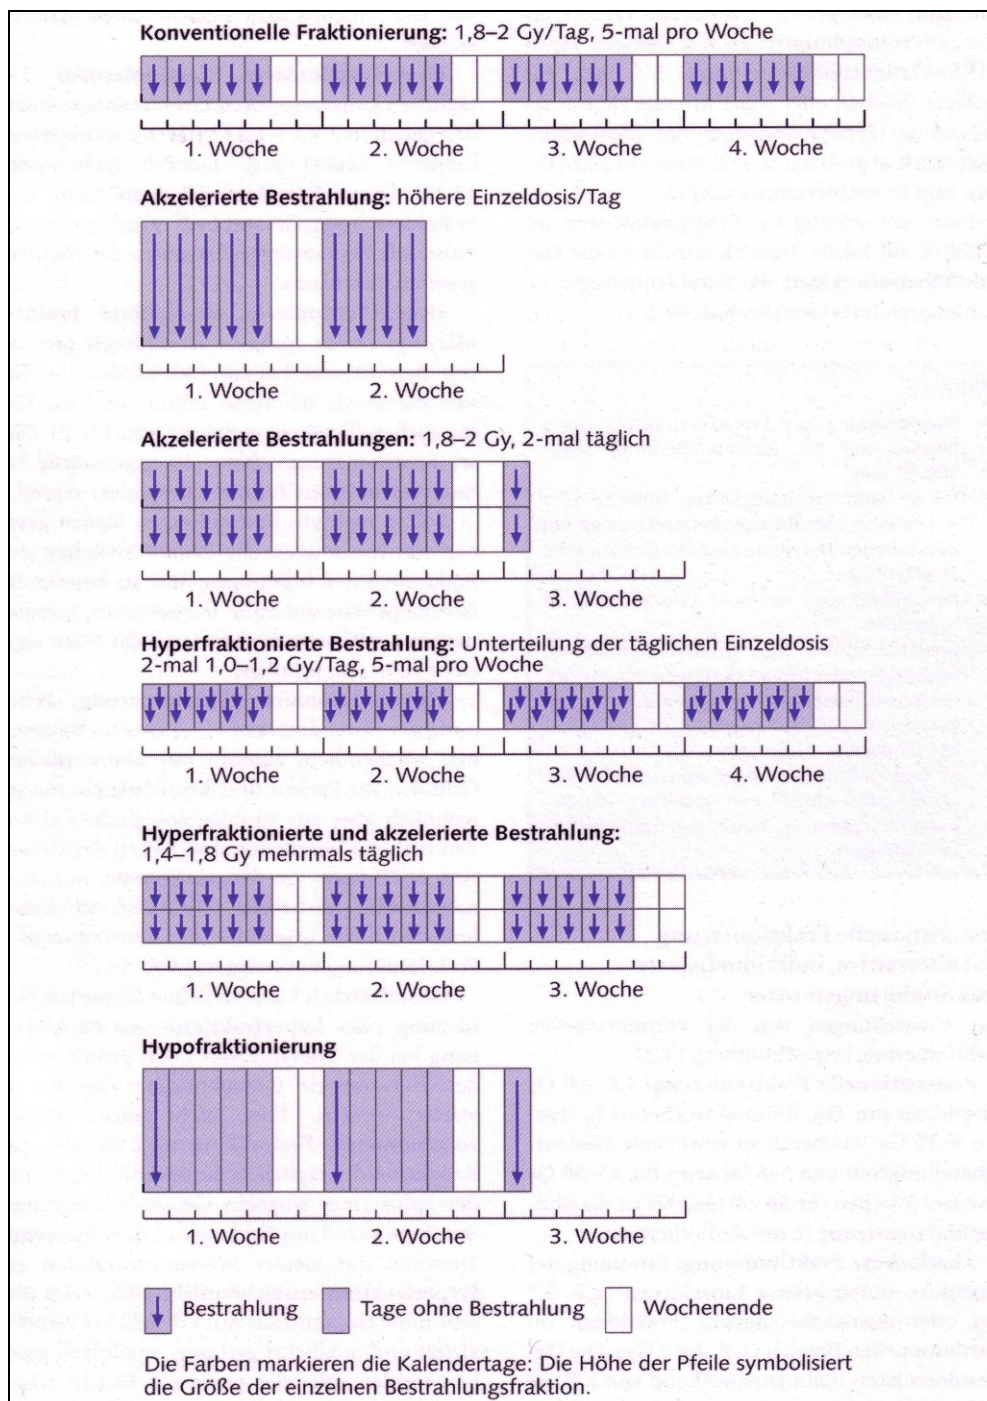 Konventionelle Fraktionierung: 1,8–2 Gy/Tag, 5-mal pro Woche
1. Woche 2. Woche 3. Woche 4. Woche
Akzelerierte Bestrahlung: höhere Einzeldosis/Tag
1. Woche 2. Woche
Akzelerierte Bestrahlungen: 1,8–2 Gy, 2-mal täglich
1. Woche 2. Woche 3. Woche
Hyperfraktionierte Bestrahlung: Unterteilung der täglichen Einzeldosis
2-mal 1,0–1,2 Gy/Tag, 5-mal pro Woche
1. Woche 2. Woche 3. Woche 4. Woche
Hyperfraktionierte und akzelerierte Bestrahlung:
1,4–1,8 Gy mehrmals täglich
1. Woche 2. Woche 3. Woche
Hypofraktionierung
1. Woche 2. Woche 3. Woche
Bestrahlung Tage ohne Bestrahlung Wochenende
Die Farben markieren die Kalendertage: Die Höhe der Pfeile symbolisiert
die Größe der einzelnen Bestrahlungsfraktion.